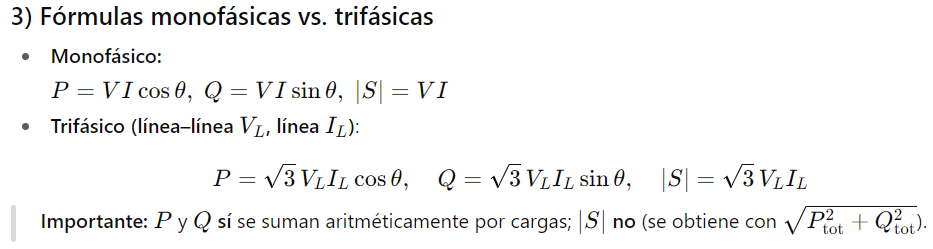 3) Fórmulas monofásicas vs. trifásicas
• Monofásico:
P = VI cos θ, Q = VI sin θ, |S| = VI
• Trifásico (línea–línea V_L, línea I_L):
P = √3 V_L I_L cos θ, Q = √3 V_L I_L sin θ, |S| = √3 V_L I_L
Importante: P y Q sí se suman aritméticamente por cargas; |S| no (se obtiene con √(P²_tot + Q²_tot)).